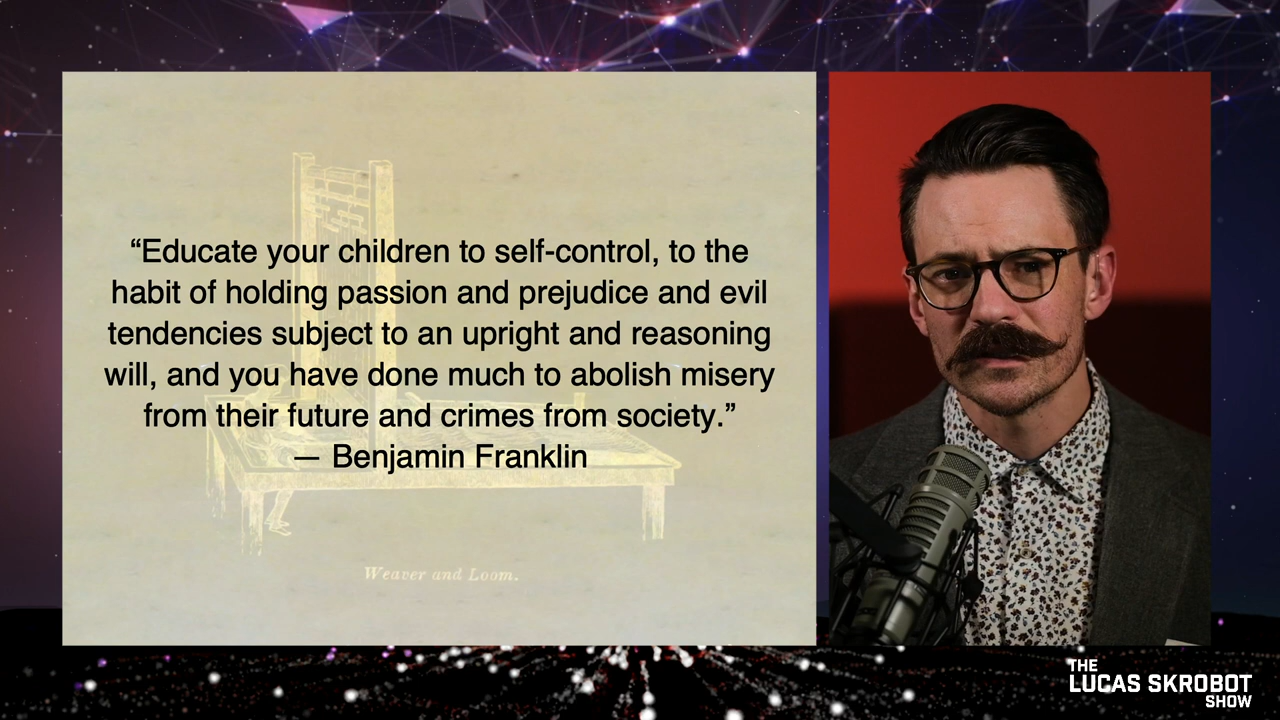 “Educate your children to self-control, to the
habit of holding passion and prejudice and evil
tendencies subject to an upright and reasoning
will, and you have done much to abolish misery
from their future and crimes from society.”
— Benjamin Franklin
Weaver and Loom.
THE
LUCAS SKROBOT
SHOW